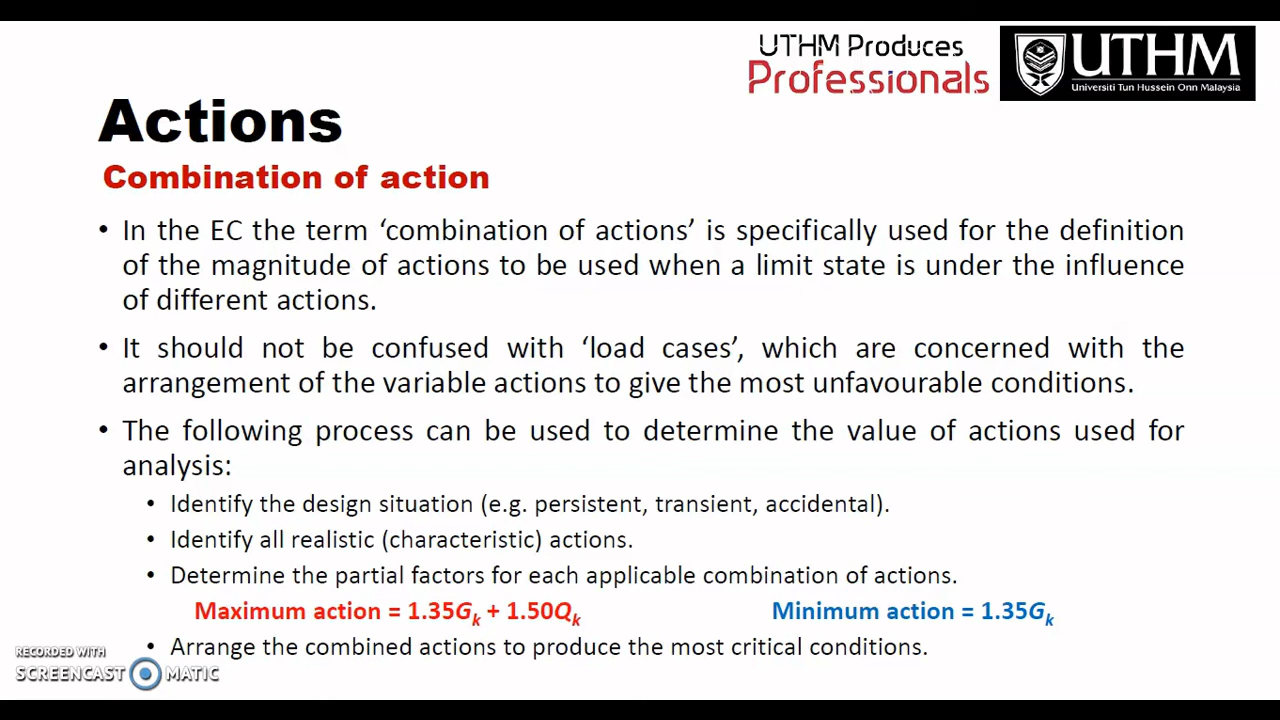 UTHM Produces
Professionals
UTHM
Universiti Tun Hussein Onn Malaysia
Actions
Combination of action
• In the EC the term ‘combination of actions’ is specifically used for the definition
of the magnitude of actions to be used when a limit state is under the influence
of different actions.
• It should not be confused with ‘load cases’, which are concerned with the
arrangement of the variable actions to give the most unfavourable conditions.
• The following process can be used to determine the value of actions used for
analysis:
• Identify the design situation (e.g. persistent, transient, accidental).
• Identify all realistic (characteristic) actions.
• Determine the partial factors for each applicable combination of actions.
Maximum action = 1.35Gk + 1.50Qk Minimum action = 1.35Gk
• Arrange the combined actions to produce the most critical conditions.
RECORDED WITH
SCREENCAST MATIC